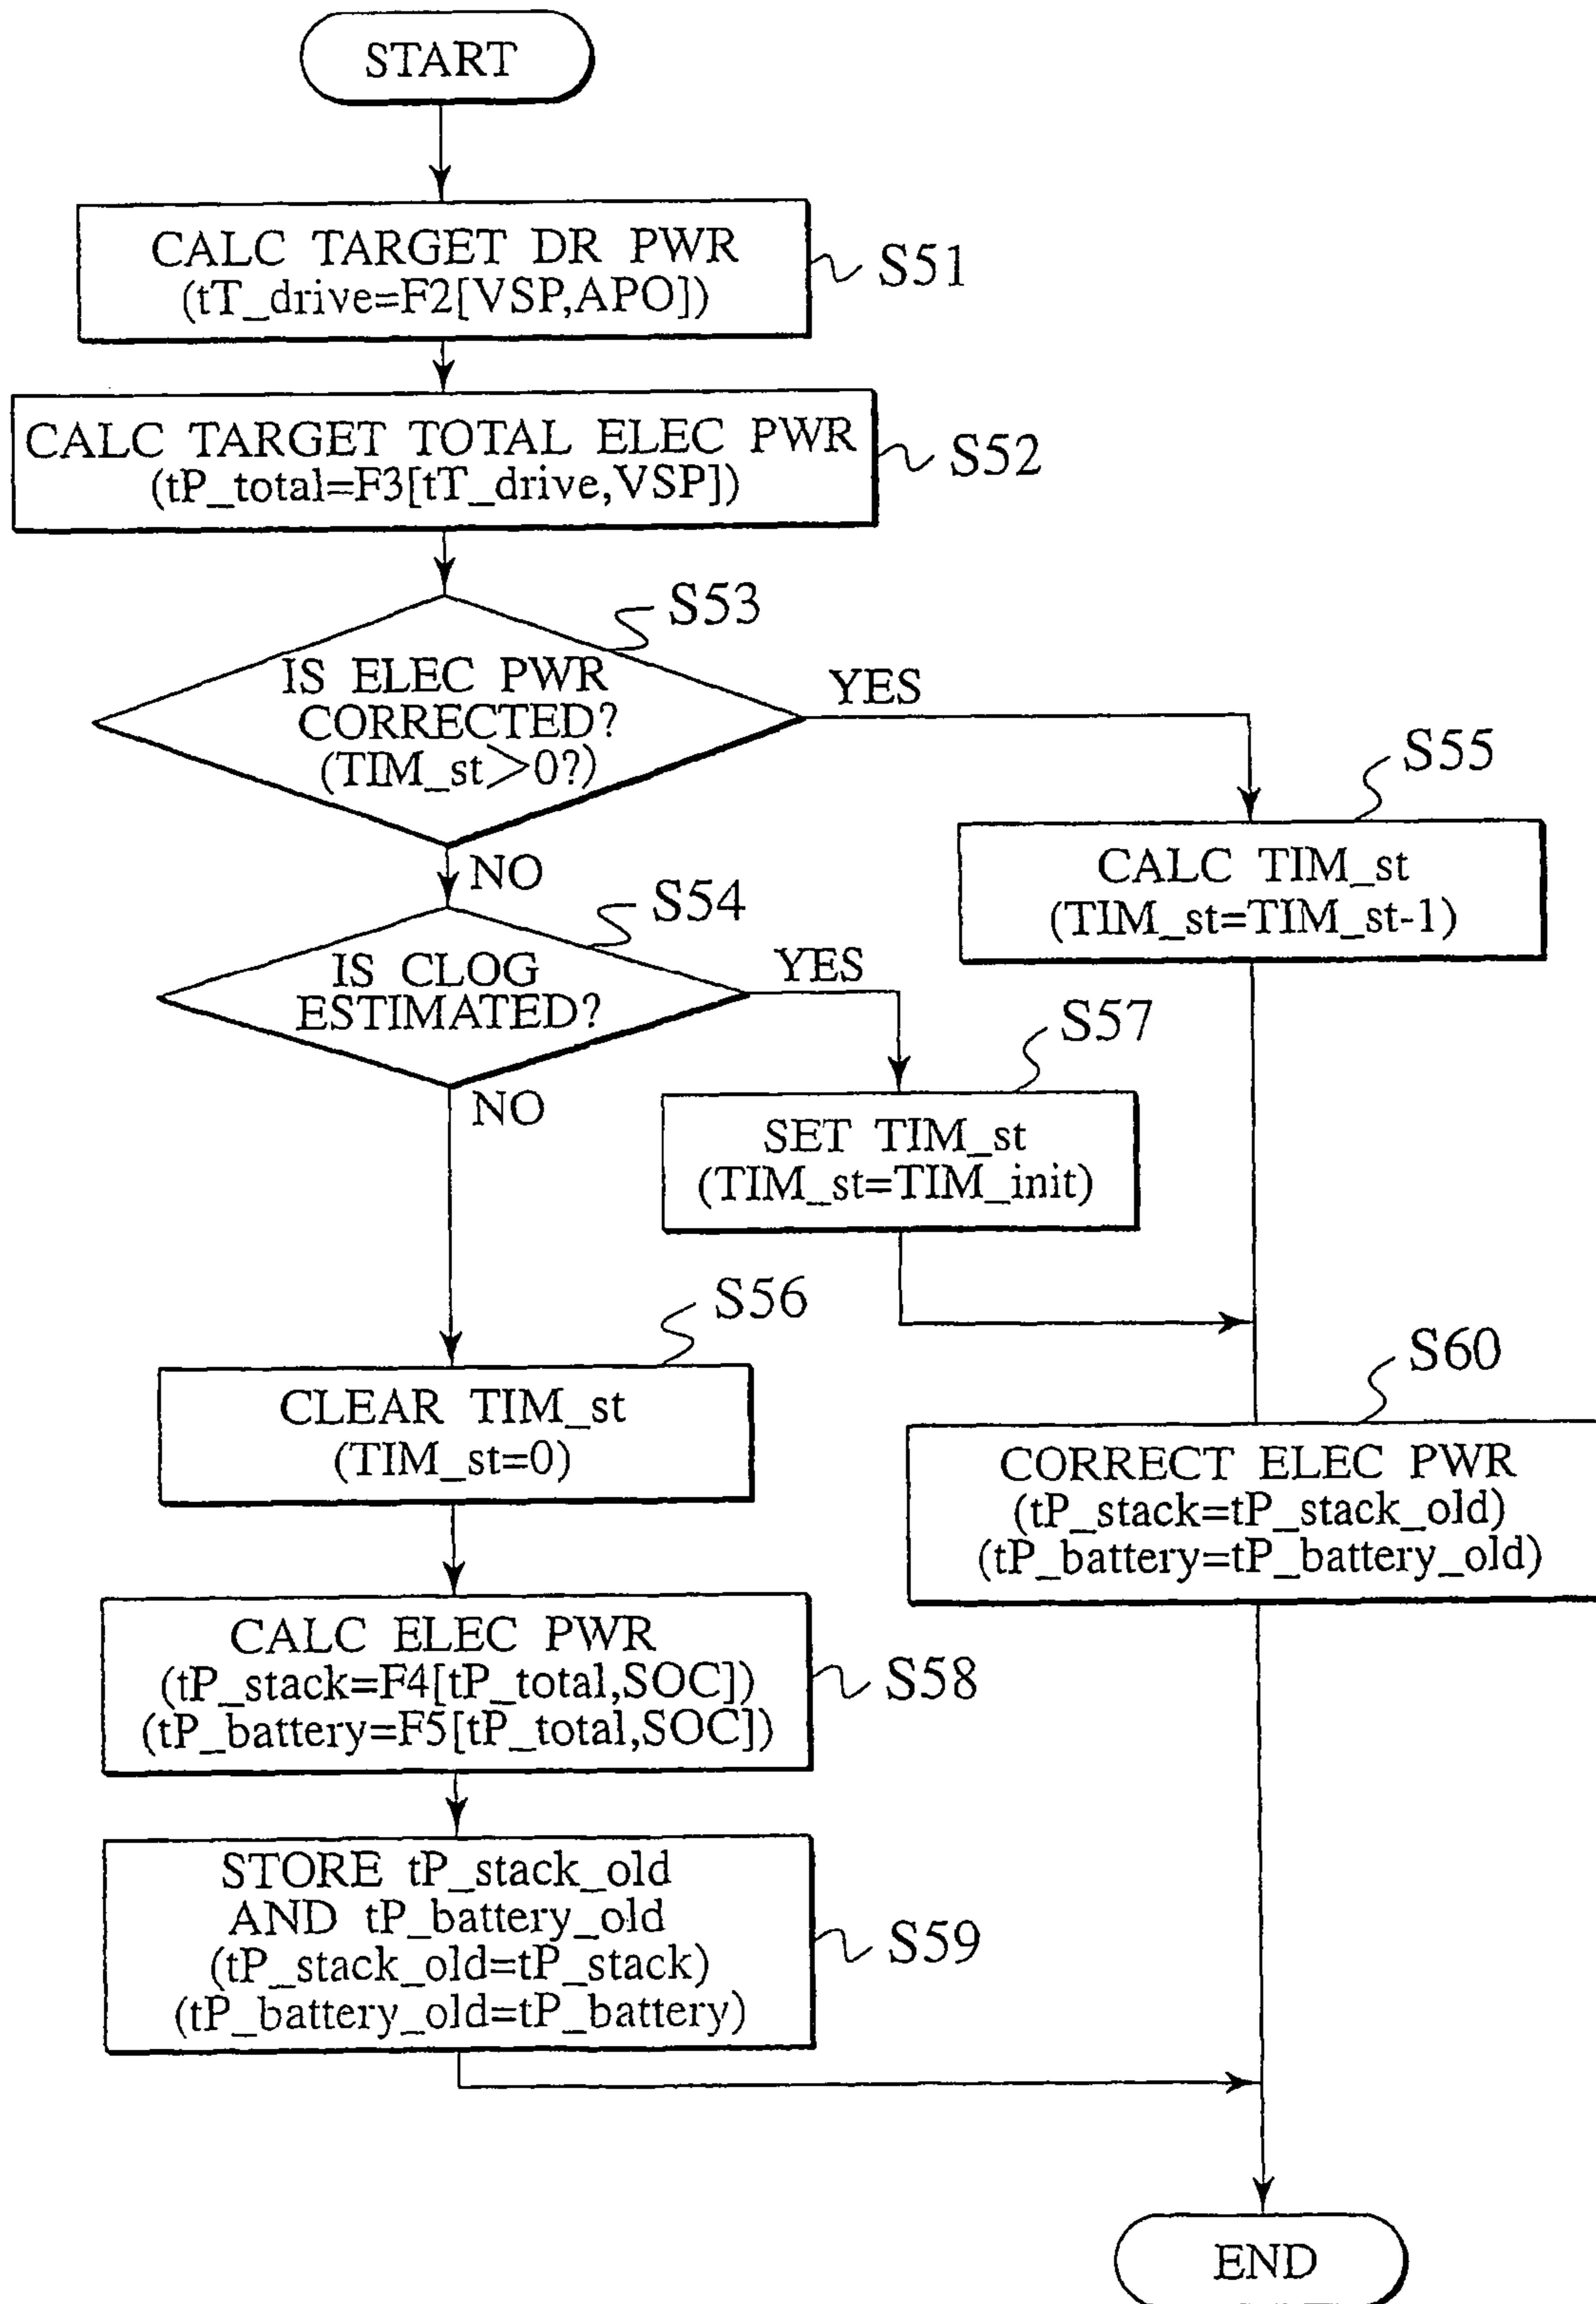 START
CALC TARGET DR PWR
(tT_drive=F2[VSP,APO])
S51
CALC TARGET TOTAL ELEC PWR
(tP_total=F3[tT_drive,VSP])
S52
S53
IS ELEC PWR
CORRECTED?
(TIM_st>0?)
YES
NO
S55
CALC TIM_st
(TIM_st=TIM_st-1)
S54
IS CLOG
ESTIMATED?
YES
NO
S57
SET TIM_st
(TIM_st=TIM_init)
S56
CLEAR TIM_st
(TIM_st=0)
S60
CORRECT ELEC PWR
(tP_stack=tP_stack_old)
(tP_battery=tP_battery_old)
CALC ELEC PWR
(tP_stack=F4[tP_total,SOC])
(tP_battery=F5[tP_total,SOC])
S58
STORE tP_stack_old
AND tP_battery_old
(tP_stack_old=tP_stack)
(tP_battery_old=tP_battery)
S59
END